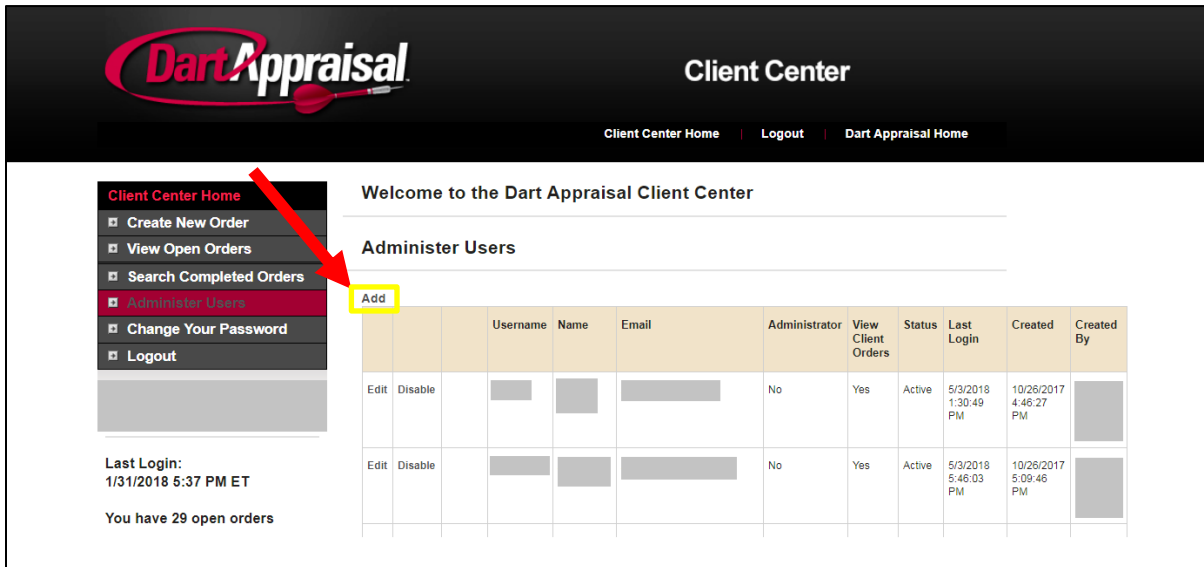 DartAppraisal
Client Center
Client Center Home | Logout | Dart Appraisal Home
Client Center Home
Create New Order
View Open Orders
Search Completed Orders
Administer Users
Change Your Password
Logout
Last Login:
1/31/2018 5:37 PM ET
You have 29 open orders
Welcome to the Dart Appraisal Client Center
Administer Users
Add
Username Name Email Administrator View Status Last Created Created
Client Login By
Orders
Edit Disable No Yes Active 5/3/2018 10/26/2017
1:30:49 4:46:27
PM PM
Edit Disable No Yes Active 5/3/2018 10/26/2017
5:46:03 5:09:46
PM PM